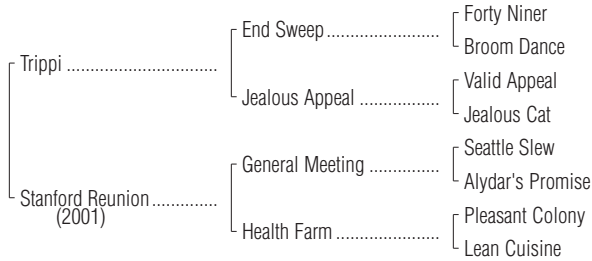 Forty Niner
End Sweep
Broom Dance
Trippi
Valid Appeal
Jealous Appeal
Jealous Cat
Seattle Slew
General Meeting
Alydar's Promise
Stanford Reunion
(2001)
Pleasant Colony
Health Farm
Lean Cuisine